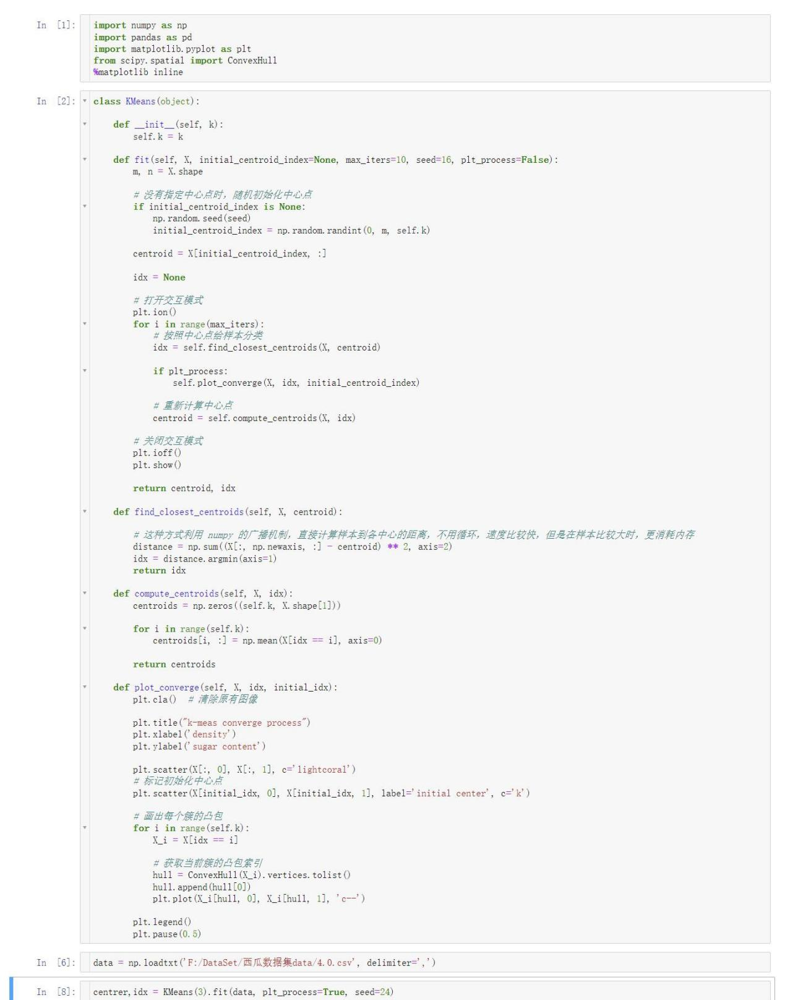 In [1]:
import numpy as np
import pandas as pd
import matplotlib.pyplot as plt
from scipy.spatial import ConvexHull
%matplotlib inline
In [2]:
class KMeans(object):
def __init__(self, k):
self.k = k
def fit(self, X, initial_centroid_index=None, max_iters=10, seed=16, plt_process=False):
m, n = X.shape
# 没有指定中心点时，随机初始化中心点
if initial_centroid_index is None:
np.random.seed(seed)
initial_centroid_index = np.random.randint(0, m, self.k)
centroid = X[initial_centroid_index, :]
idx = None
# 打开交互模式
plt.ion()
for i in range(max_iters):
# 按照中心点给样本分类
idx = self.find_closest_centroids(X, centroid)
if plt_process:
self.plot_converge(X, idx, initial_centroid_index)
# 重新计算中心点
centroid = self.compute_centroids(X, idx)
# 关闭交互模式
plt.ioff()
plt.show()
return centroid, idx
def find_closest_centroids(self, X, centroid):
# 这种方式利用 numpy 的广播机制，直接计算样本到各中心的距离，不用循环，速度比较快，但是在样本比较大时，更消耗内存
distance = np.sum((X[:, np.newaxis, :] - centroid) ** 2, axis=2)
idx = distance.argmin(axis=1)
return idx
def compute_centroids(self, X, idx):
centroids = np.zeros((self.k, X.shape[1]))
for i in range(self.k):
centroids[i, :] = np.mean(X[idx == i], axis=0)
return centroids
def plot_converge(self, X, idx, initial_idx):
plt.cla()  # 清除原有图像
plt.title("k-meas converge process")
plt.xlabel('density')
plt.ylabel('sugar content')
plt.scatter(X[:, 0], X[:, 1], c='lightcoral')
# 标记初始化中心点
plt.scatter(X[initial_idx, 0], X[initial_idx, 1], label='initial center', c='k')
# 画出每个簇的凸包
for i in range(self.k):
X_i = X[idx == i]
# 获取当前簇的凸包索引
hull = ConvexHull(X_i).vertices.tolist()
hull.append(hull[0])
plt.plot(X_i[hull, 0], X_i[hull, 1], 'c--')
plt.legend()
plt.pause(0.5)
In [6]:
data = np.loadtxt('F:/DataSet/西瓜数据集data/4.0.csv', delimiter=',')
In [8]:
centrer,idx = KMeans(3).fit(data, plt_process=True, seed=24)